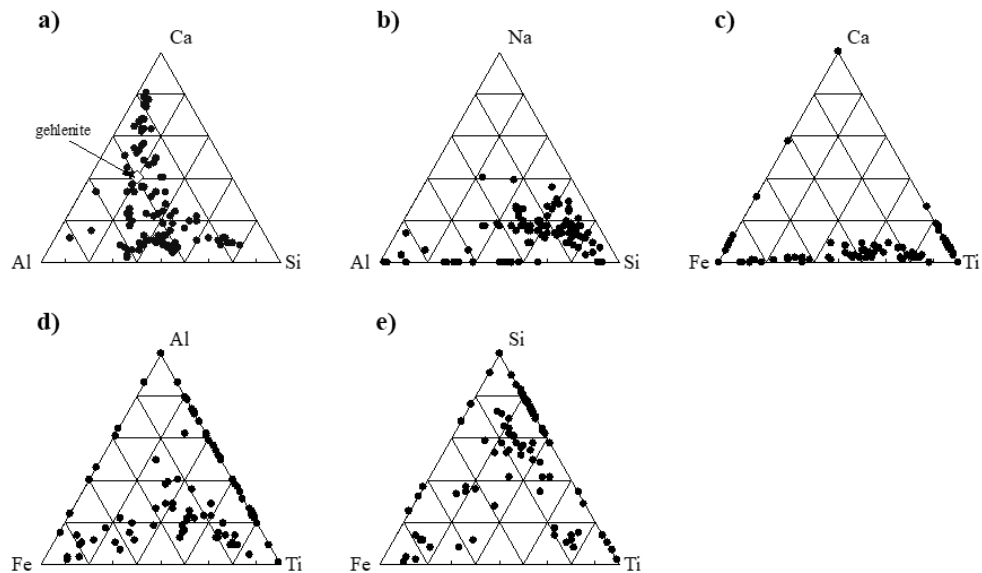 a)
Ca
gehlenite
Al
Si
b)
Na
Al
Si
c)
Ca
Fe
Ti
d)
Al
Fe
Ti
e)
Si
Fe
Ti